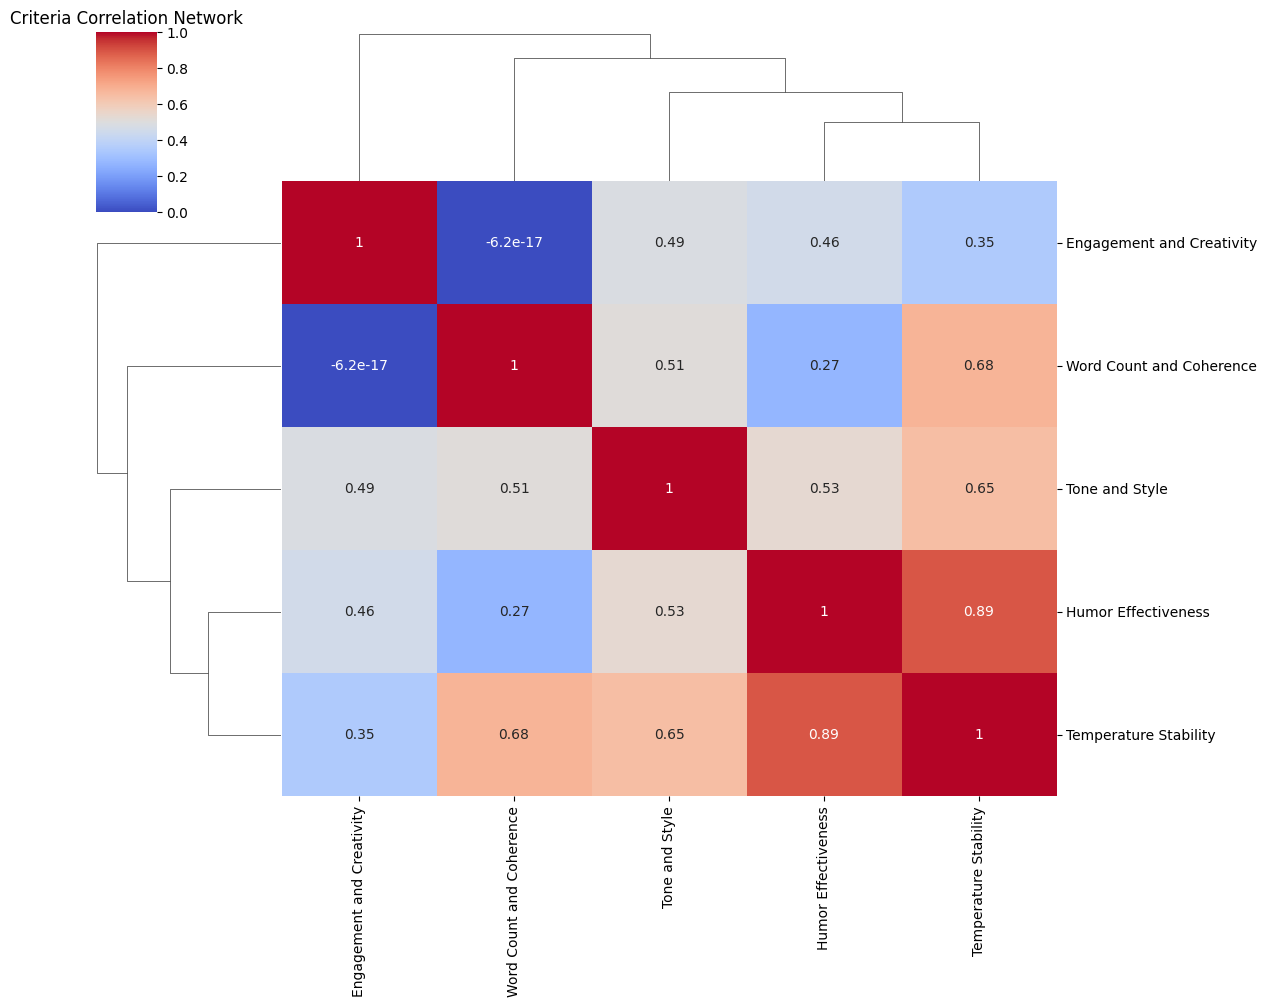 Criteria Correlation Network
1.0
0.8
0.6
0.4
0.2
0.0
1 -6.2e-17 0.49 0.46 0.35 Engagement and Creativity
-6.2e-17 1 0.51 0.27 0.68 Word Count and Coherence
0.49 0.51 1 0.53 0.65 Tone and Style
0.46 0.27 0.53 1 0.89 Humor Effectiveness
0.35 0.68 0.65 0.89 1 Temperature Stability
Engagement and Creativity
Word Count and Coherence
Tone and Style
Humor Effectiveness
Temperature Stability